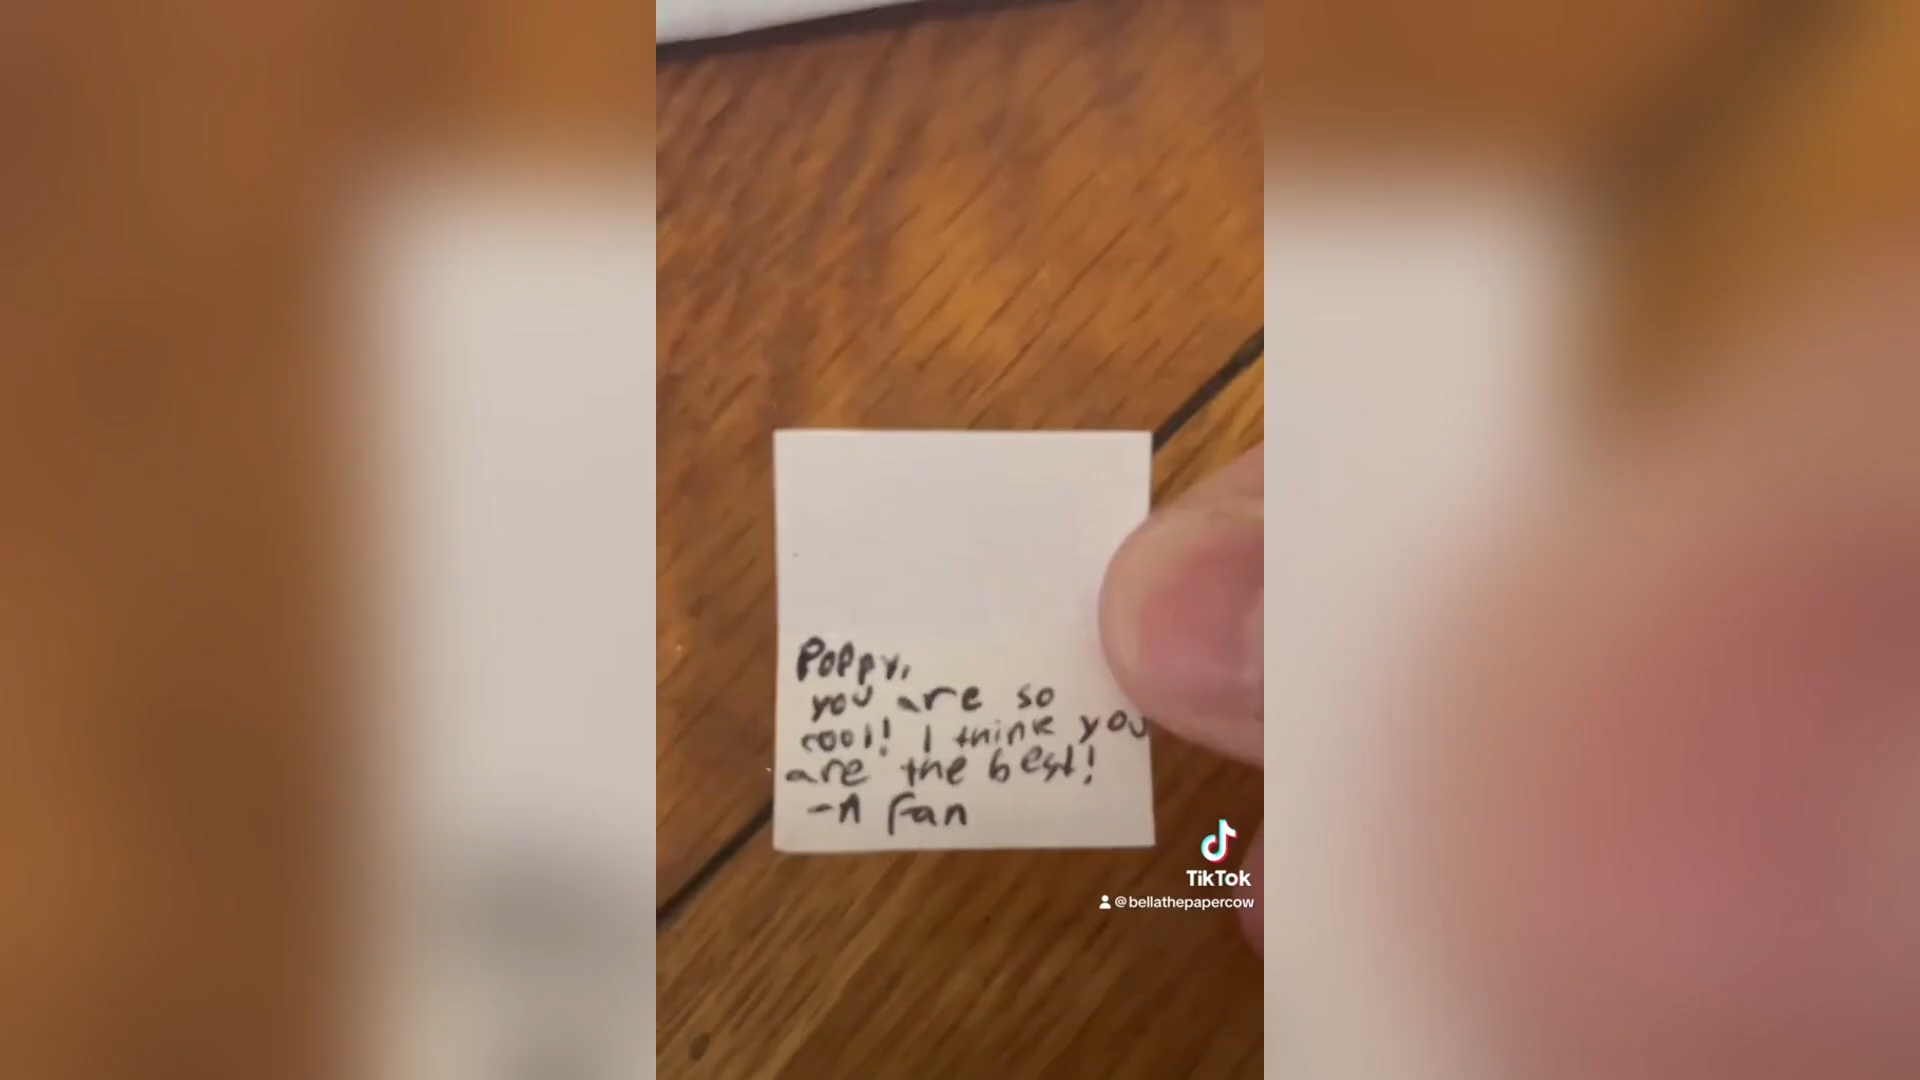 Poppy,
you are so
cool! I think you
are the best!
-A fan
TikTok
@bellathepapercow